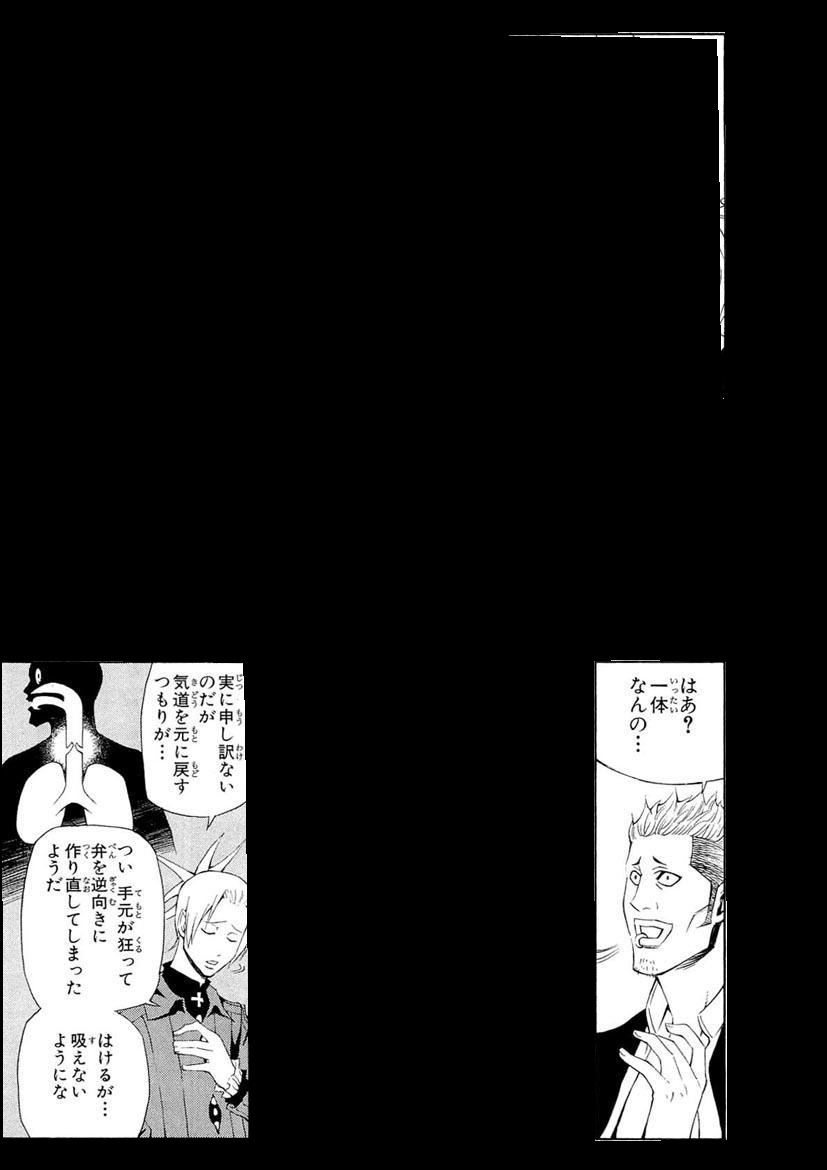 はあ?
一体
なんの…
実に申し訳ない
のだが
気道を元に戻す
つもりが…
つい 手元が狂って
弁を逆向きに
作り直してしまった
ようだ
はけるが…
吸えない
ようにな